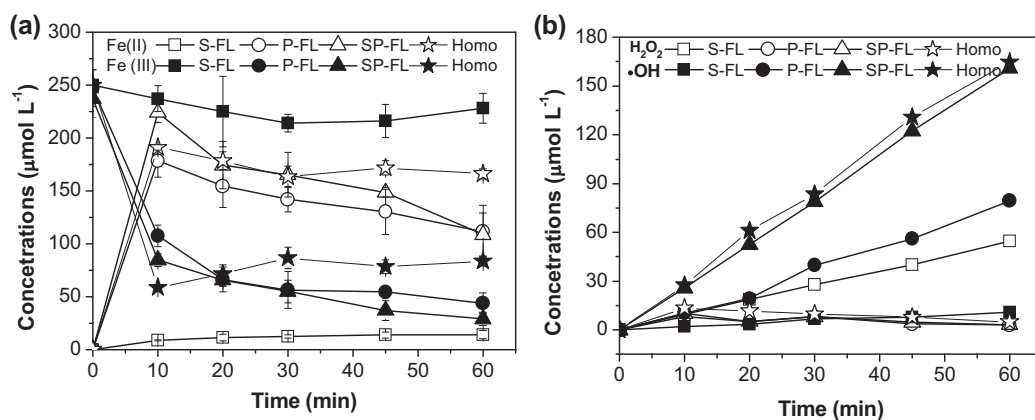 (a)
Fe(II) S-FL P-FL SP-FL Homo
Fe (III) S-FL P-FL SP-FL Homo
300
250
200
150
100
50
0
Concetrations (μmol L⁻¹)
0 10 20 30 40 50 60
Time (min)
(b)
H₂O₂ S-FL P-FL SP-FL Homo
•OH S-FL P-FL SP-FL Homo
180
150
120
90
60
30
0
Concetrations (μmol L⁻¹)
0 10 20 30 40 50 60
Time (min)